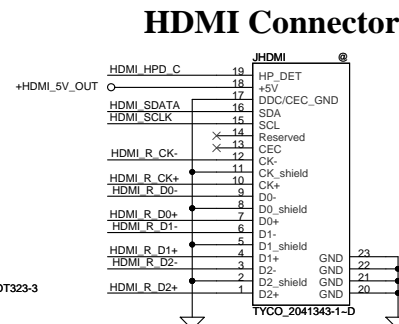 HDMI Connector
JHDMI @
HDMI_HPD_C 19 HP_DET
+HDMI_5V_OUT 18 +5V
17 DDC/CEC_GND
HDMI_SDATA 16 SDA
HDMI_SCLK 15 SCL
14 Reserved
13 CEC
HDMI_R_CK- 12 CK-
11 CK_shield
HDMI_R_CK+ 10 CK+
HDMI_R_D0- 9 D0-
8 D0_shield
HDMI_R_D0+ 7 D0+
HDMI_R_D1- 6 D1-
5 D1_shield
HDMI_R_D1+ 4 D1+ GND 23
HDMI_R_D2- 3 D2- GND 22
2 D2_shield GND 21
HDMI_R_D2+ 1 D2+ GND 20
OT323-3
TYCO_2041343-1~D